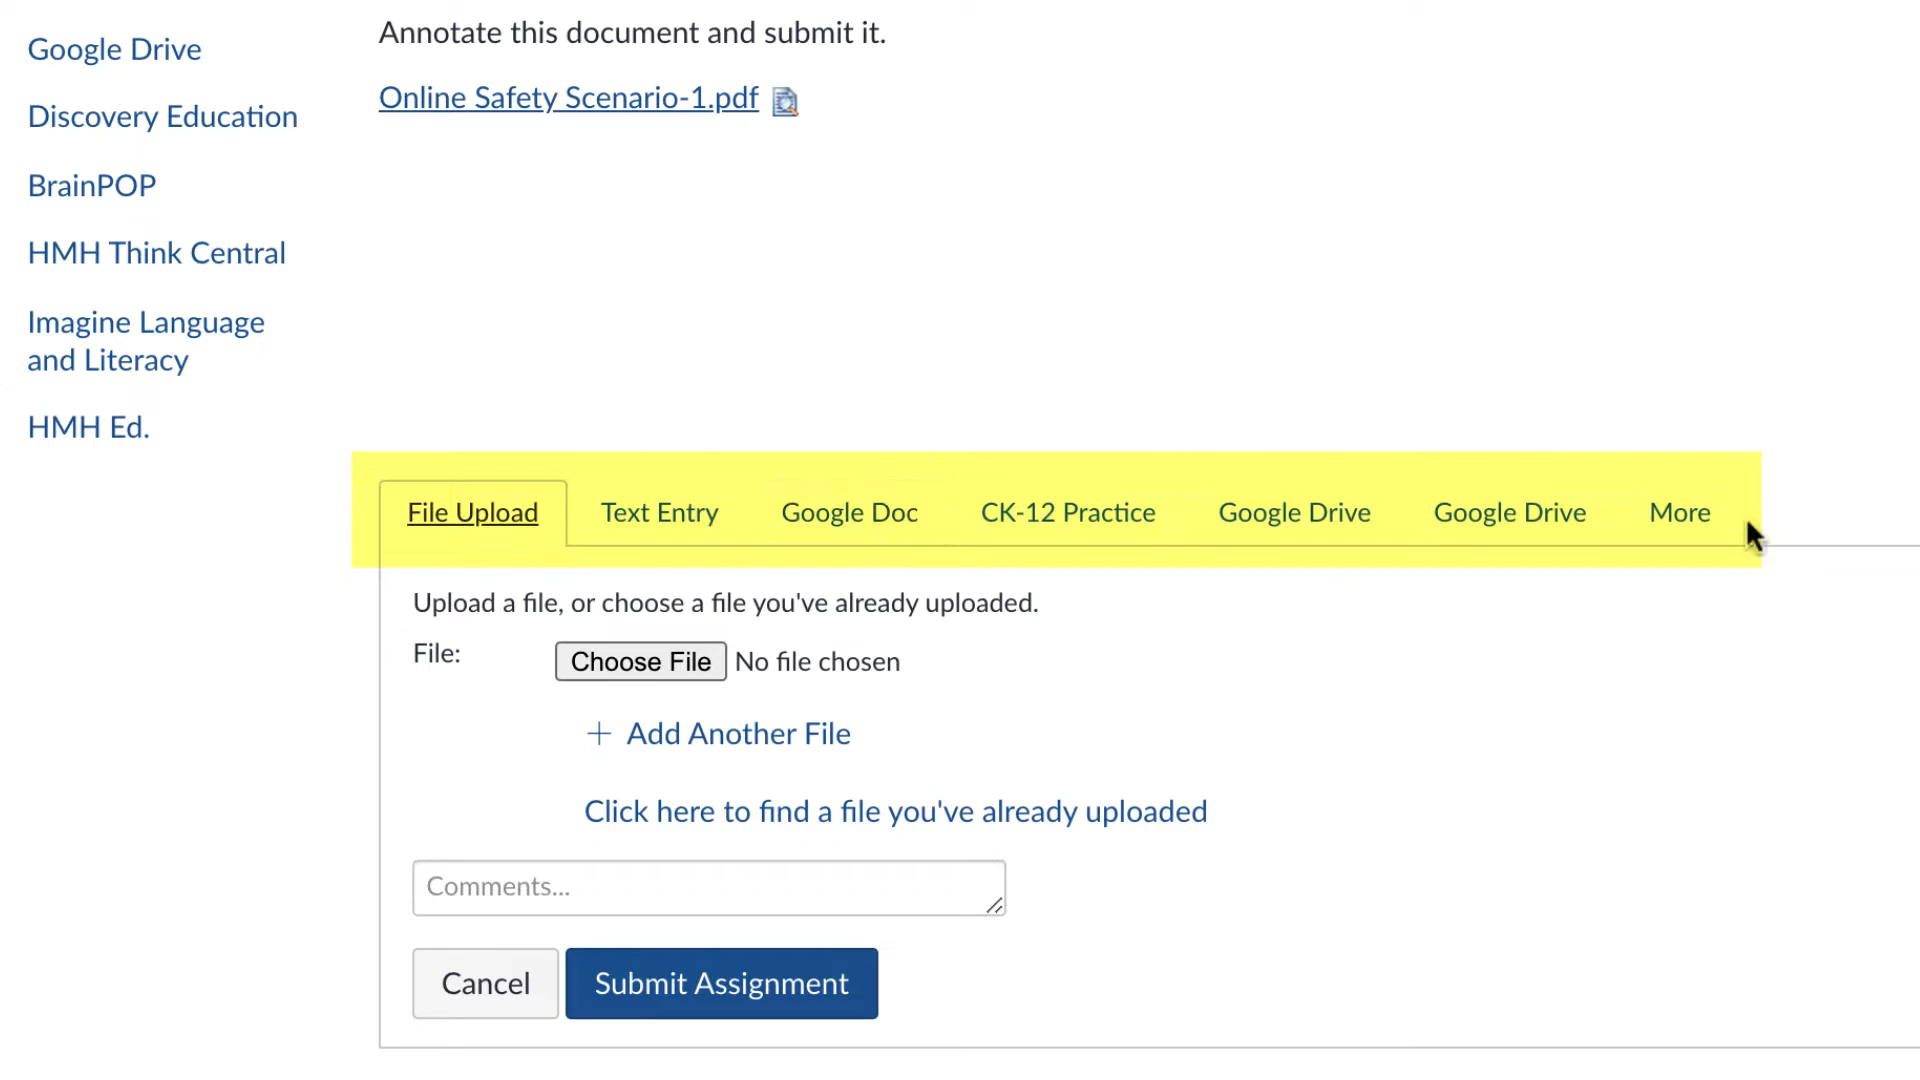 Google Drive
Discovery Education
BrainPOP
HMH Think Central
Imagine Language
and Literacy
HMH Ed.
Annotate this document and submit it.
Online Safety Scenario-1.pdf
File Upload
Text Entry
Google Doc
CK-12 Practice
Google Drive
Google Drive
More
Upload a file, or choose a file you've already uploaded.
File:
Choose File No file chosen
+ Add Another File
Click here to find a file you've already uploaded
Comments...
Cancel
Submit Assignment